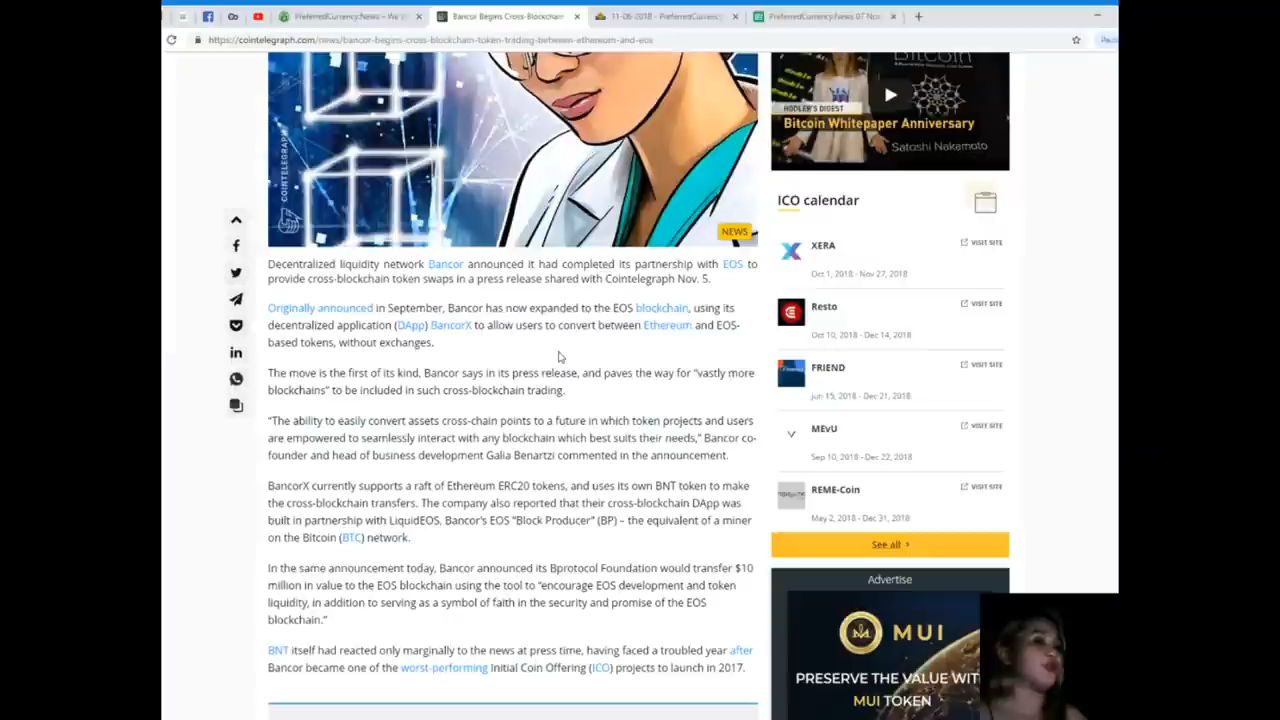 PreferredCurrency.News – We
Bancor Begins Cross-Blockchain
11-06-2018 - PreferredCurrency
PreferredCurrency.News 07 Nov
https://cointelegraph.com/news/bancor-begins-cross-blockchain-token-trading-between-ethereum-and-eos
COINTELEGRAPH
NEWS
Decentralized liquidity network Bancor announced it had completed its partnership with EOS to
provide cross-blockchain token swaps in a press release shared with Cointelegraph Nov. 5.
Originally announced in September, Bancor has now expanded to the EOS blockchain, using its
decentralized application (DApp) BancorX to allow users to convert between Ethereum and EOS-
based tokens, without exchanges.
The move is the first of its kind, Bancor says in its press release, and paves the way for “vastly more
blockchains” to be included in such cross-blockchain trading.
“The ability to easily convert assets cross-chain points to a future in which token projects and users
are empowered to seamlessly interact with any blockchain which best suits their needs,” Bancor co-
founder and head of business development Galia Benartzi commented in the announcement.
BancorX currently supports a raft of Ethereum ERC20 tokens, and uses its own BNT token to make
the cross-blockchain transfers. The company also reported that their cross-blockchain DApp was
built in partnership with LiquidEOS, Bancor’s EOS “Block Producer” (BP) – the equivalent of a miner
on the Bitcoin (BTC) network.
In the same announcement today, Bancor announced its Bprotocol Foundation would transfer $10
million in value to the EOS blockchain using the tool to “encourage EOS development and token
liquidity, in addition to serving as a symbol of faith in the security and promise of the EOS
blockchain.”
BNT itself had reacted only marginally to the news at press time, having faced a troubled year after
Bancor became one of the worst-performing Initial Coin Offering (ICO) projects to launch in 2017.
Bitcoin
HODLER'S DIGEST
Bitcoin Whitepaper Anniversary
Satoshi Nakamoto
ICO calendar
XERA
VISIT SITE
Oct 1, 2018 - Nov 27, 2018
Resto
VISIT SITE
Oct 10, 2018 - Dec 14, 2018
FRIEND
VISIT SITE
Jun 15, 2018 - Dec 21, 2018
MEvU
VISIT SITE
Sep 10, 2018 - Dec 22, 2018
REME-Coin
VISIT SITE
May 2, 2018 - Dec 31, 2018
See all
Advertise
MUI
PRESERVE THE VALUE WIT
MUI TOKEN